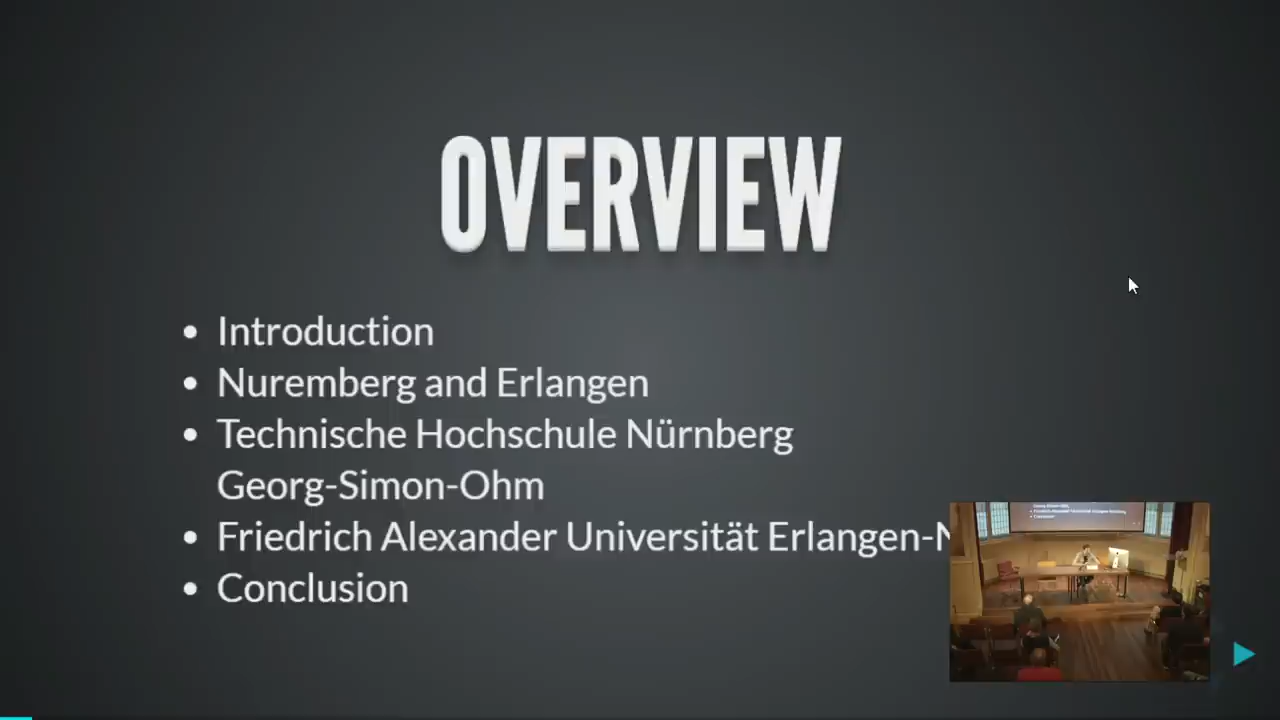 OVERVIEW
Introduction
Nuremberg and Erlangen
Technische Hochschule Nürnberg
Georg-Simon-Ohm
Friedrich Alexander Universität Erlangen-
Conclusion